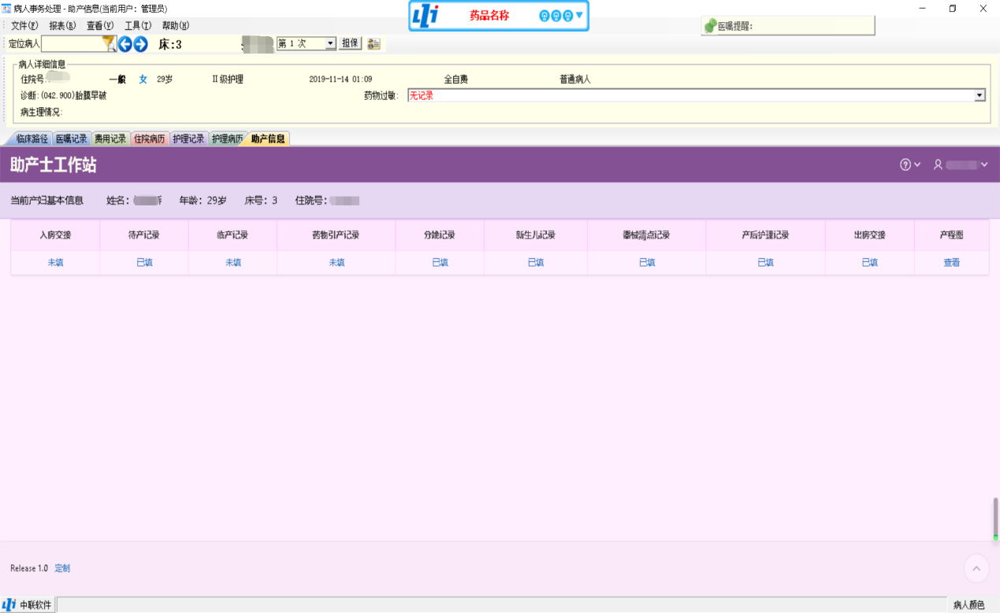 病人事务处理 - 助产信息(当前用户：管理员)
药品名称
文件(F) 报表(R) 查看(V) 工具(T) 帮助(H)
医嘱提醒:
定位病人 床:3 第 1 次 担保
病人详细信息
住院号: 一般 女 29岁 II 级护理 2019-11-14 01:09 全自费 普通病人
诊断:(042.900)胎膜早破 药物过敏: 无记录
病生理情况:
临床路径 医嘱记录 费用记录 住院病历 护理记录 护理病历 助产信息
助产士工作站
当前产妇基本信息 姓名： 年龄：29岁 床号：3 住院号：
入房交接 待产记录 临产记录 药物引产记录 分娩记录 新生儿记录 器械清点记录 产后护理记录 出房交接 产程图
未填 已填 未填 未填 已填 已填 已填 已填 已填 查看
Release 1.0 定制
中联软件 病人颜色